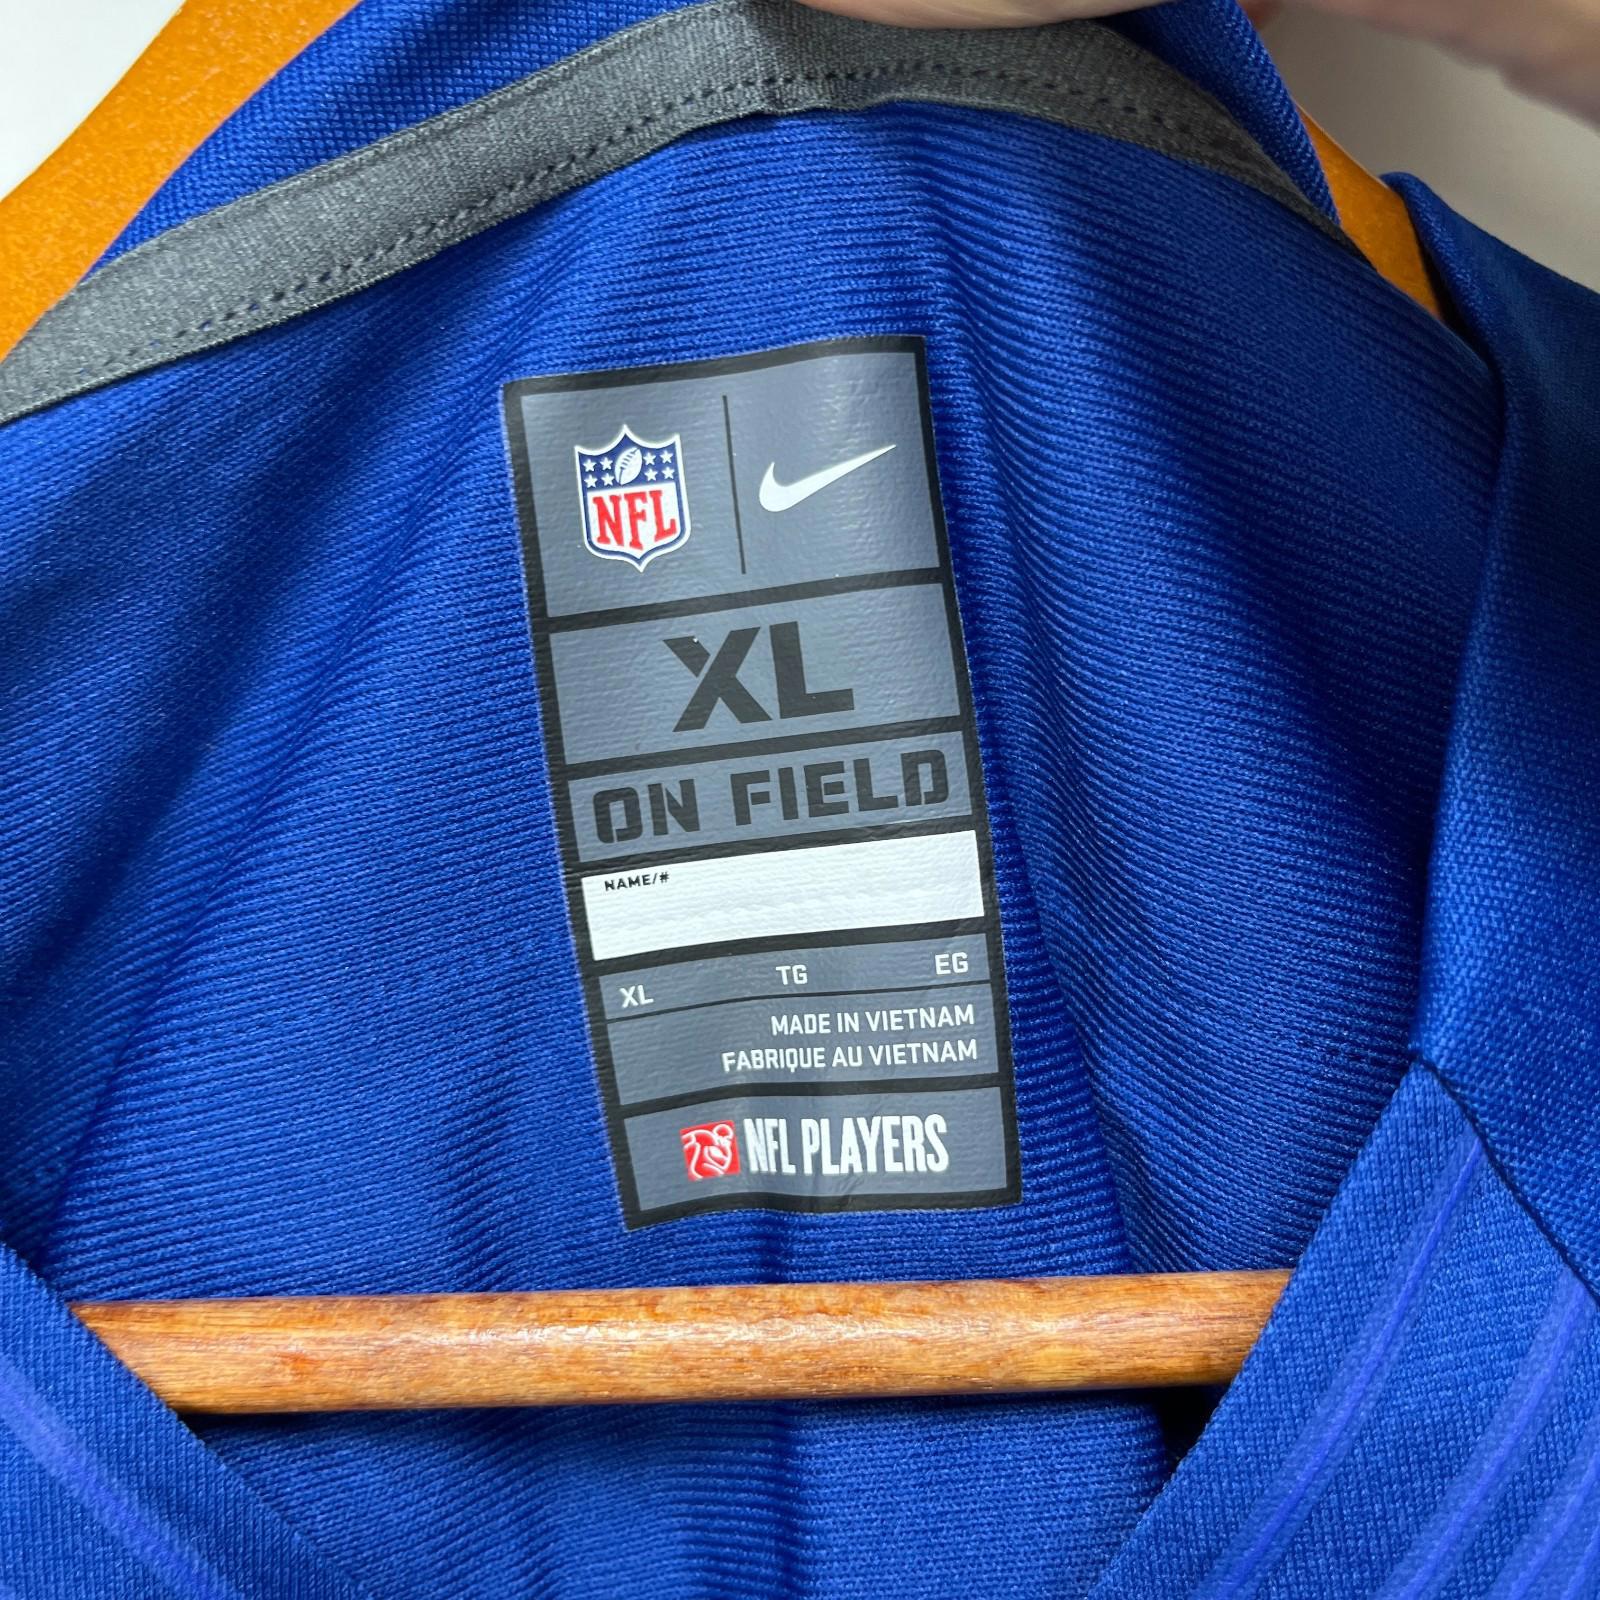 NFL
XL
ON FIELD
NAME/#
XL TG EG
MADE IN VIETNAM
FABRIQUE AU VIETNAM
NFL PLAYERS